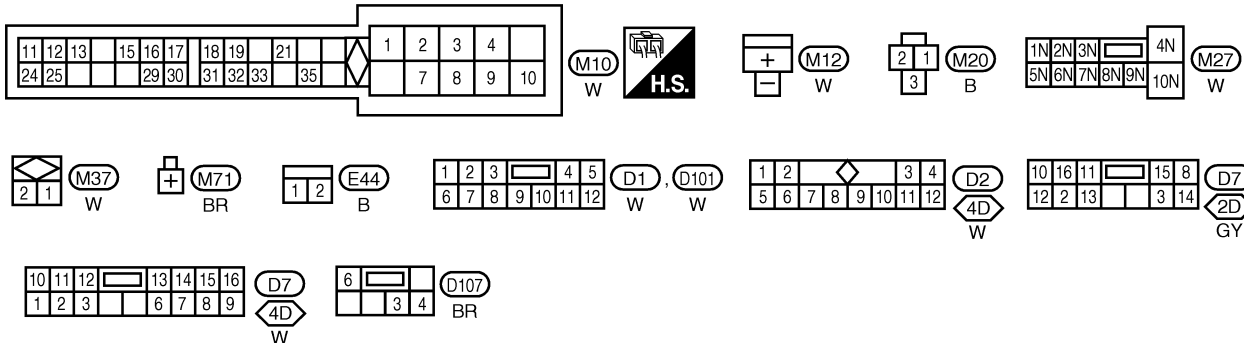 11 12 13 15 16 17 18 19 21 1 2 3 4
24 25 29 30 31 32 33 35 7 8 9 10
M10
W
H.S.
+
−
M12
W
2 1
3
M20
B
1N 2N 3N 4N
5N 6N 7N 8N 9N 10N
M27
W
2 1
M37
W
+
M71
BR
1 2
E44
B
1 2 3 4 5
6 7 8 9 10 11 12
D1 , D101
W W
1 2 3 4
5 6 7 8 9 10 11 12
D2
4D
W
10 16 11 15 8
12 2 13 3 14
D7
2D
GY
10 11 12 13 14 15 16
1 2 3 6 7 8 9
D7
4D
W
6
3 4
D107
BR